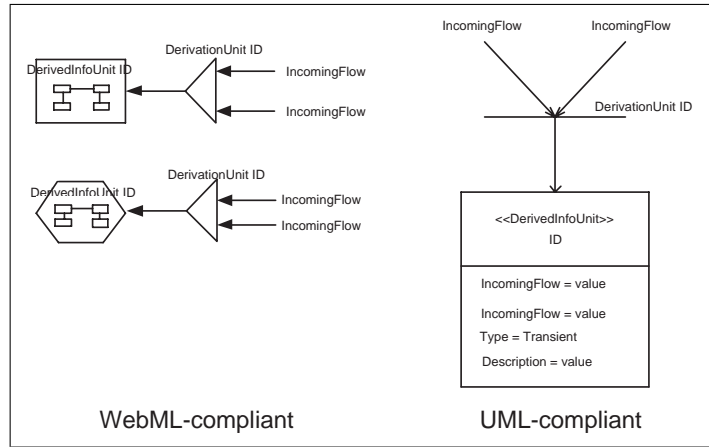 DerivationUnit ID
DerivedInfoUnit ID
IncomingFlow
IncomingFlow
DerivationUnit ID
DerivedInfoUnit ID
IncomingFlow
IncomingFlow
WebML-compliant
IncomingFlow
IncomingFlow
DerivationUnit ID
<<DerivedInfoUnit>>
ID
IncomingFlow = value
IncomingFlow = value
Type = Transient
Description = value
UML-compliant